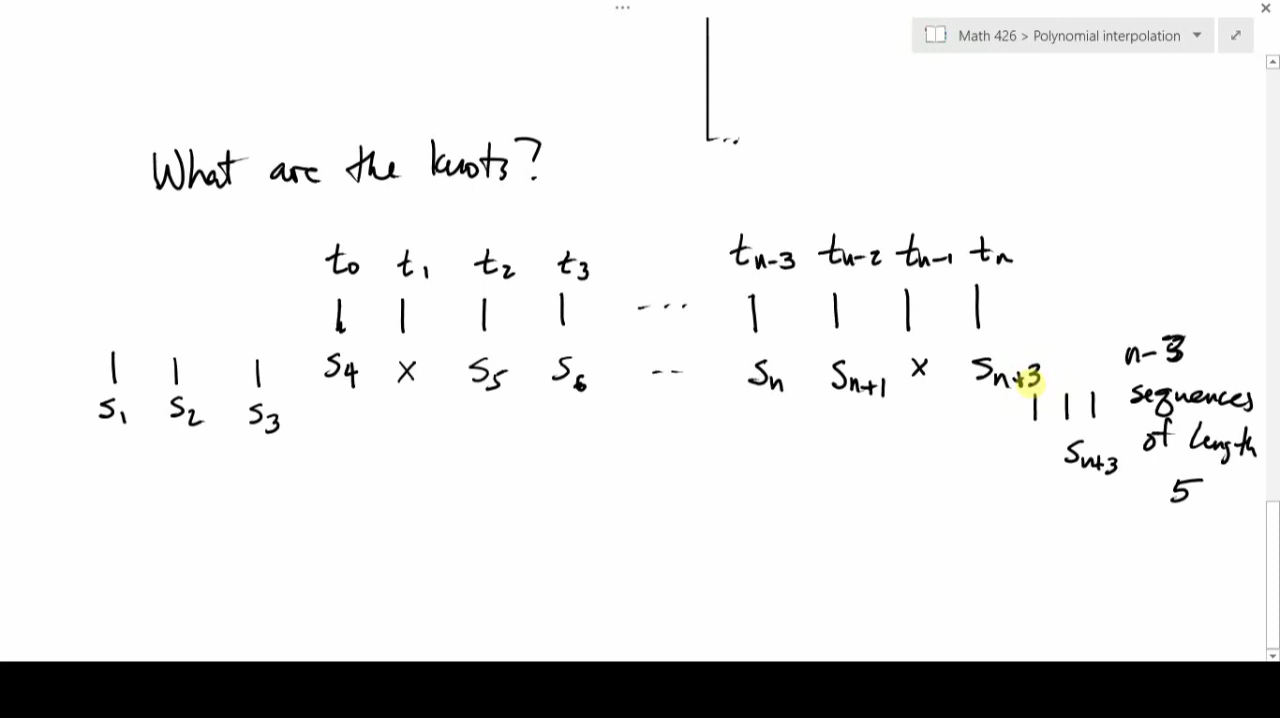 Math 426 > Polynomial interpolation
...
What are the knots?
t0 t1 t2 t3 tn-3 tn-2 tn-1 tn
| | | | ... | | | |
| | | S4 x S5 S6 -- Sn Sn+1 x Sn+3
S1 S2 S3
| | |
Sn+3
n-3
sequences
of length
5